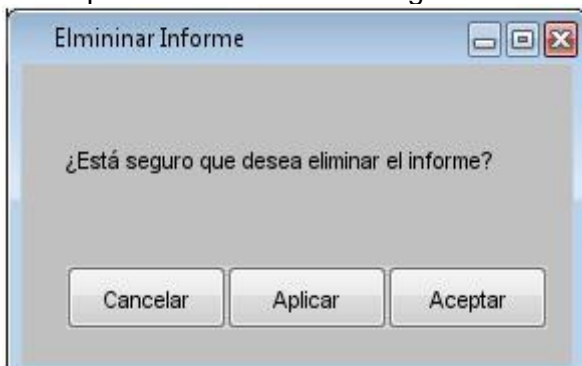 Elmininar Informe
¿Está seguro que desea eliminar el informe?
Cancelar Aplicar Aceptar